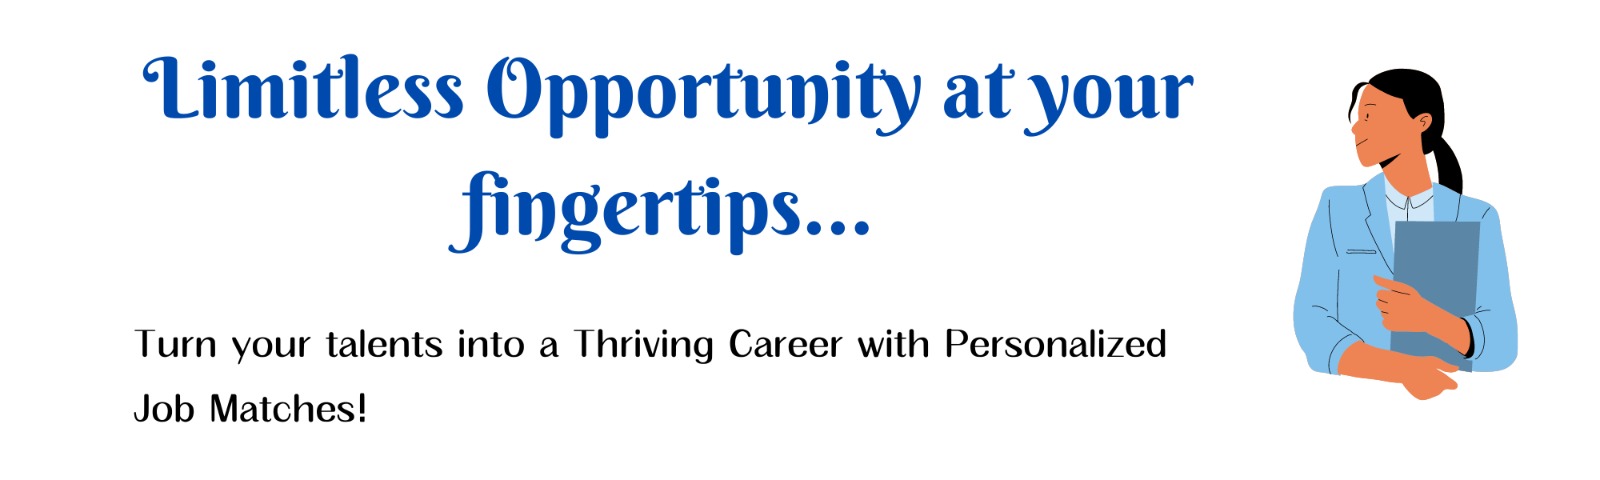 Limitless Opportunity at your
fingertips...
Turn your talents into a Thriving Career with Personalized
Job Matches!